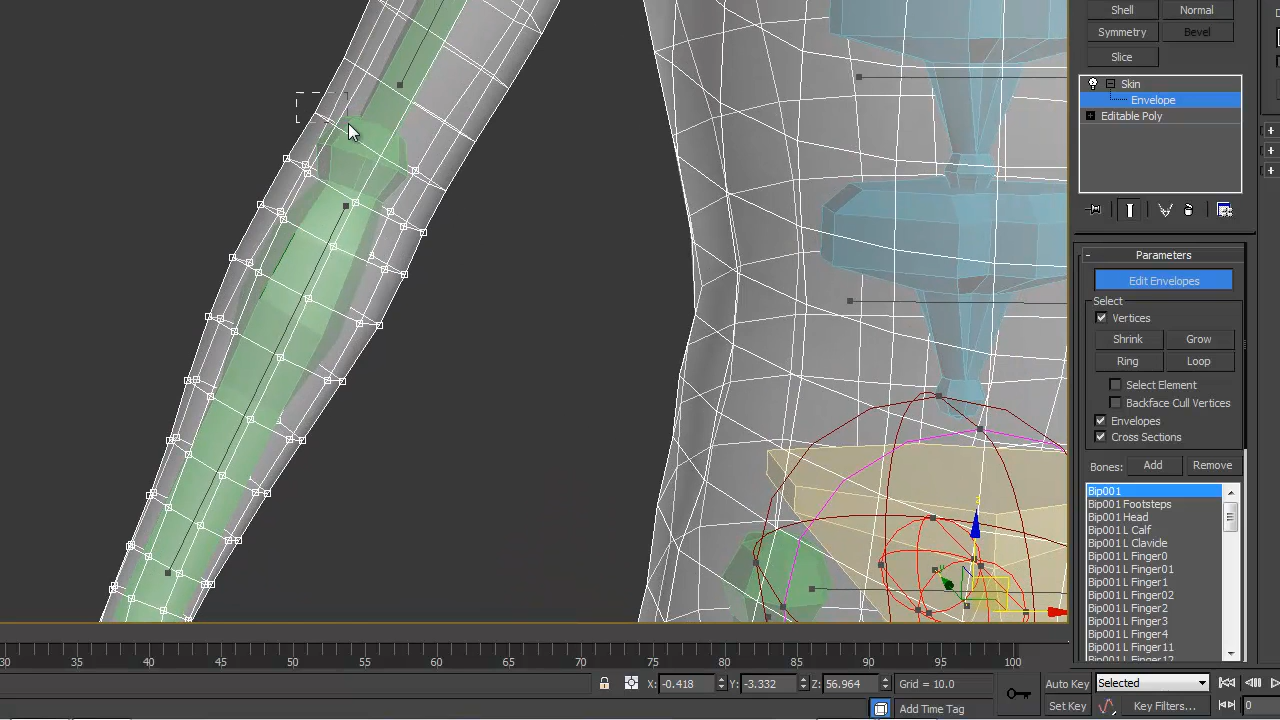 Shell Normal
Symmetry Bevel
Slice
Skin
Envelope
Editable Poly
Parameters
Edit Envelopes
Select
Vertices
Shrink Grow
Ring Loop
Select Element
Backface Cull Vertices
Envelopes
Cross Sections
Bones: Add Remove
Bip001
Bip001 Footsteps
Bip001 Head
Bip001 L Calf
Bip001 L Clavicle
Bip001 L Finger0
Bip001 L Finger01
Bip001 L Finger1
Bip001 L Finger02
Bip001 L Finger2
Bip001 L Finger3
Bip001 L Finger4
Bip001 L Finger11
Bip001 L Finger12
30 35 40 45 50 55 60 65 70 75 80 85 90 95 100
X: -0.418 Y: -3.332 Z: 56.964 Grid = 10.0 Auto Key Selected
Add Time Tag Set Key Key Filters... 0